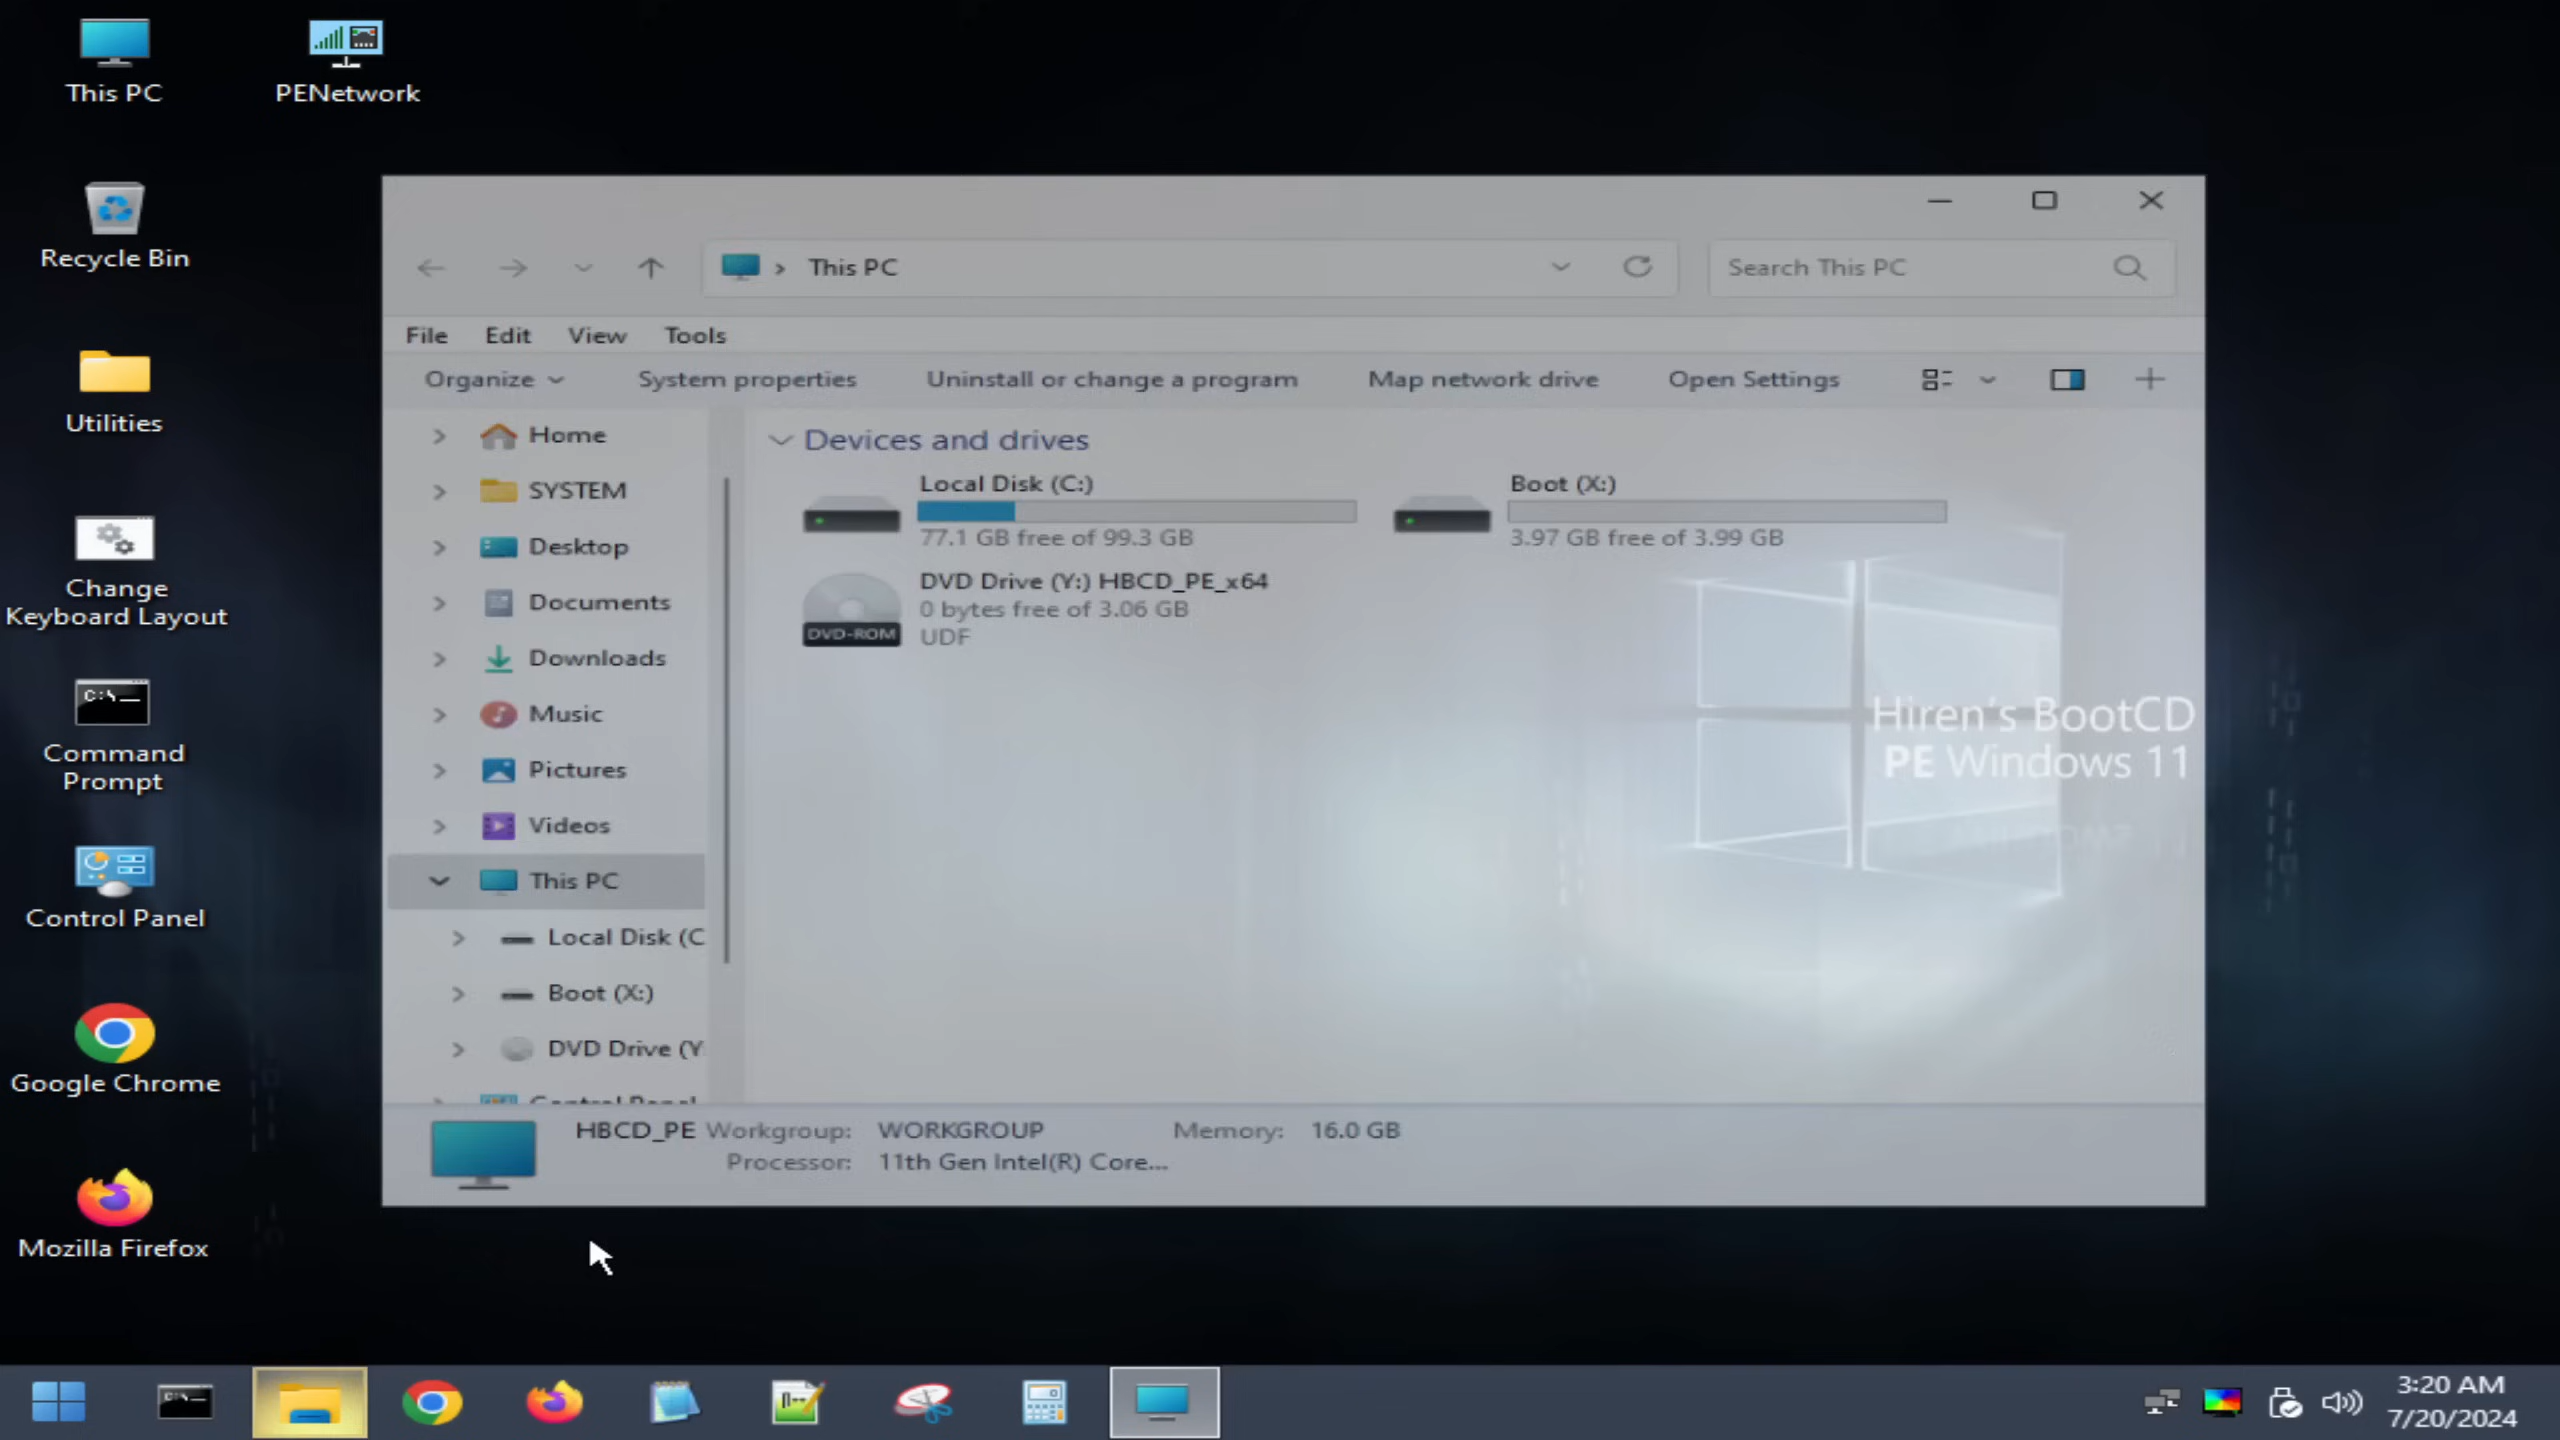 This PC
PENetwork
Recycle Bin
Utilities
Change
Keyboard Layout
C:\
Command
Prompt
Control Panel
Google Chrome
Mozilla Firefox
This PC
Search This PC
File Edit View Tools
Organize System properties Uninstall or change a program Map network drive Open Settings
Home
SYSTEM
Desktop
Documents
Downloads
Music
Pictures
Videos
This PC
Local Disk (C
Boot (X:)
DVD Drive (Y
Control Panel
Devices and drives
Local Disk (C:)
77.1 GB free of 99.3 GB
Boot (X:)
3.97 GB free of 3.99 GB
DVD Drive (Y:) HBCD_PE_x64
0 bytes free of 3.06 GB
UDF
DVD-ROM
Hiren's BootCD
PE Windows 11
HBCD_PE Workgroup: WORKGROUP Memory: 16.0 GB
Processor: 11th Gen Intel(R) Core...
3:20 AM
7/20/2024